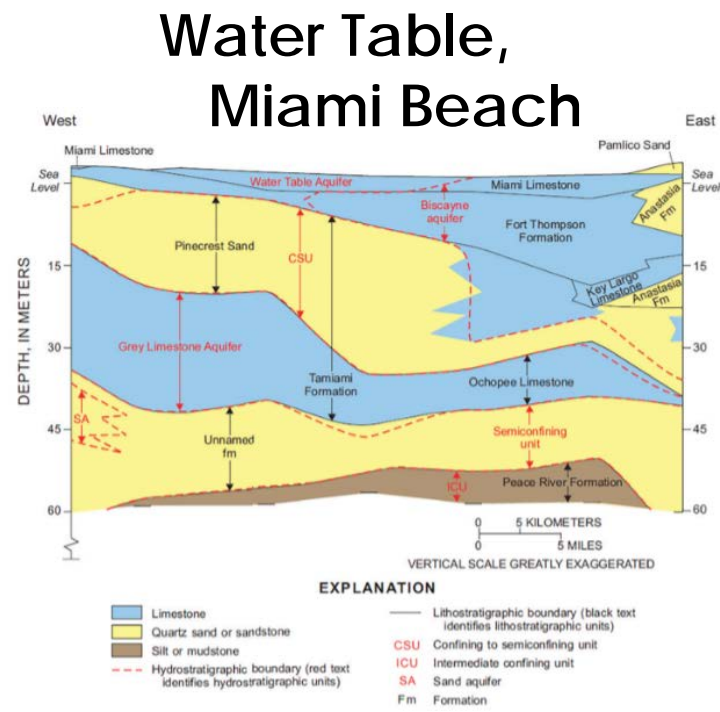 Water Table,
Miami Beach
West
East
Miami Limestone
Pamlico Sand
Sea
Level
Sea
Level
Water Table Aquifer
Miami Limestone
Biscayne
aquifer
Anastasia
Fm
Fort Thompson
Formation
Pinecrest Sand
CSU
15
15
Key Largo
Limestone
Anastasia
Fm
DEPTH, IN METERS
30
30
Grey Limestone Aquifer
Tamiami
Formation
Ochopee Limestone
SA
45
45
Unnamed
fm
Semiconfining
unit
ICU
Peace River Formation
60
60
0 5 KILOMETERS
0 5 MILES
VERTICAL SCALE GREATLY EXAGGERATED
EXPLANATION
Limestone
Quartz sand or sandstone
Silt or mudstone
Hydrostratigraphic boundary (red text
identifies hydrostratigraphic units)
Lithostratigraphic boundary (black text
identifies lithostratigraphic units)
CSU Confining to semiconfining unit
ICU Intermediate confining unit
SA Sand aquifer
Fm Formation